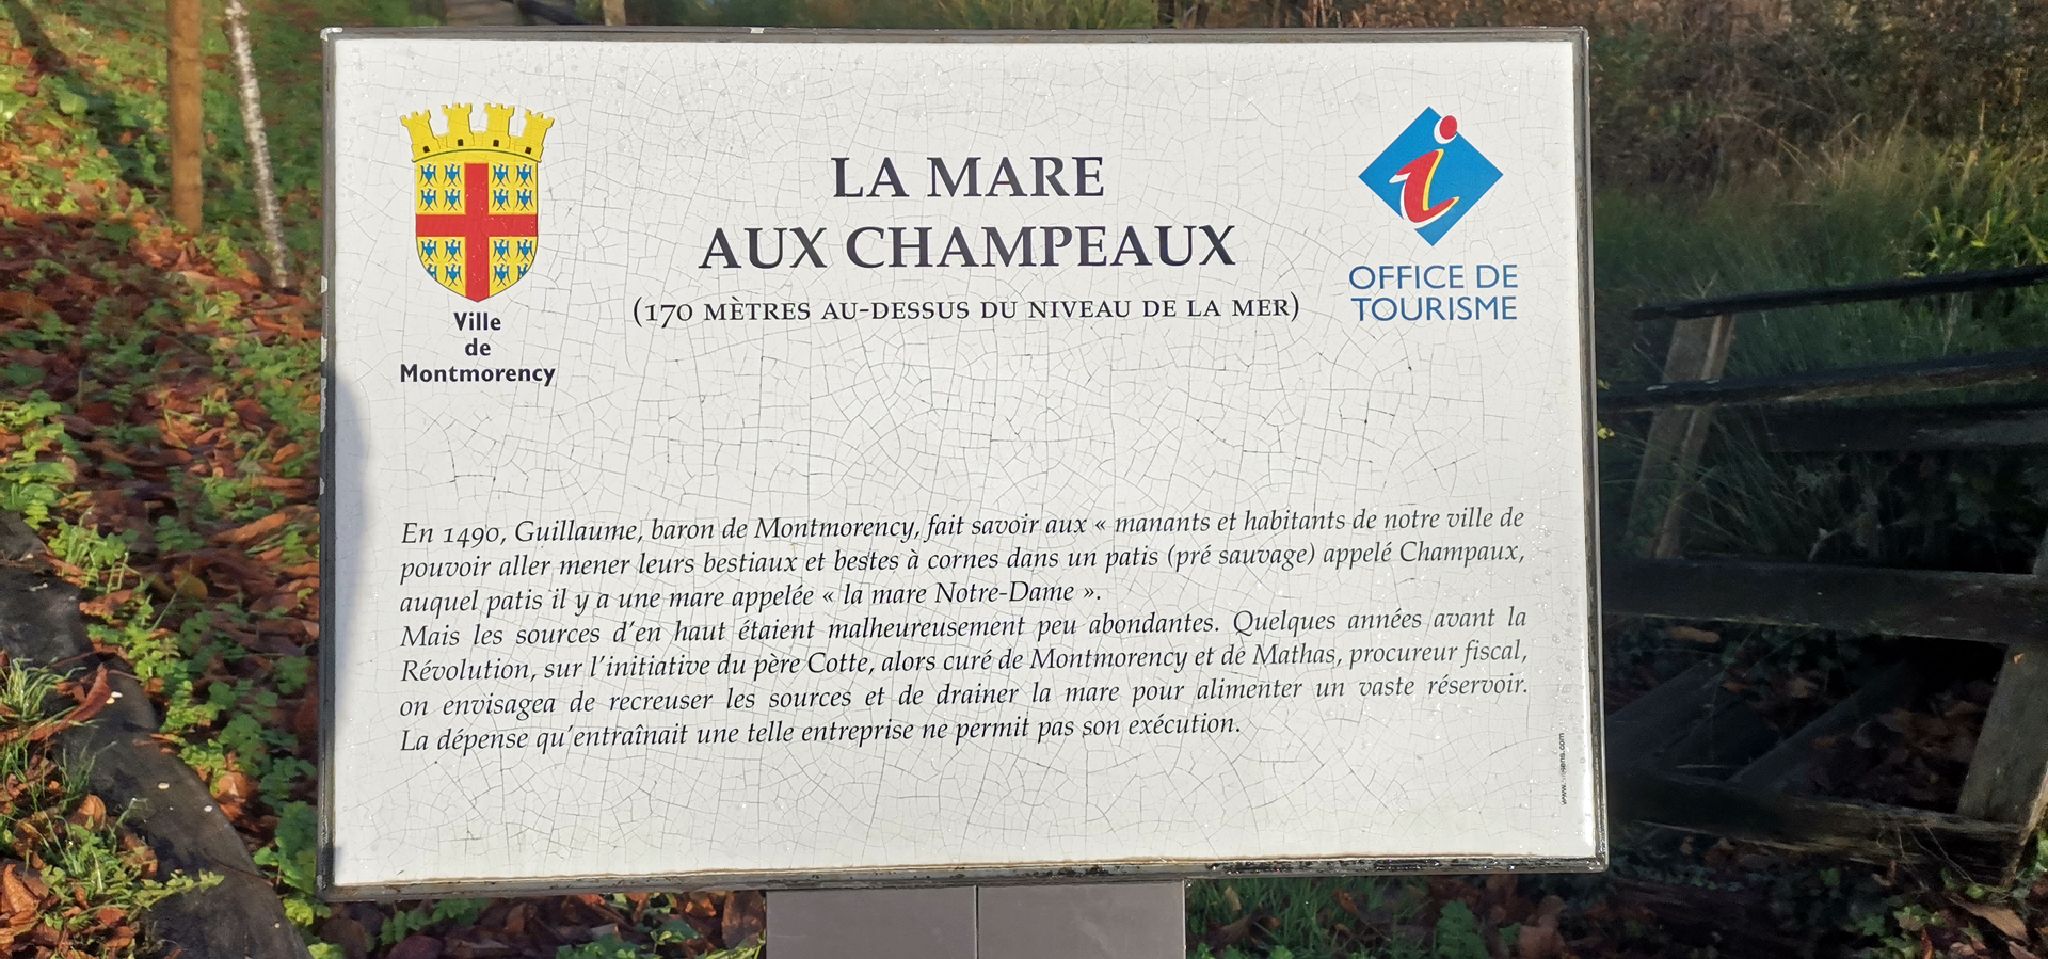 LA MARE
AUX CHAMPEAUX
(170 MÈTRES AU-DESSUS DU NIVEAU DE LA MER)
Ville
de
Montmorency
OFFICE DE
TOURISME
En 1490, Guillaume, baron de Montmorency, fait savoir aux « manants et habitants de notre ville de
pouvoir aller mener leurs bestiaux et bestes à cornes dans un patis (pré sauvage) appelé Champaux,
auquel patis il y a une mare appelée « la mare Notre-Dame ».
Mais les sources d'en haut étaient malheureusement peu abondantes. Quelques années avant la
Révolution, sur l'initiative du père Cotte, alors curé de Montmorency et de Mathas, procureur fiscal,
on envisagea de recreuser les sources et de drainer la mare pour alimenter un vaste réservoir.
La dépense qu'entraînait une telle entreprise ne permit pas son exécution.